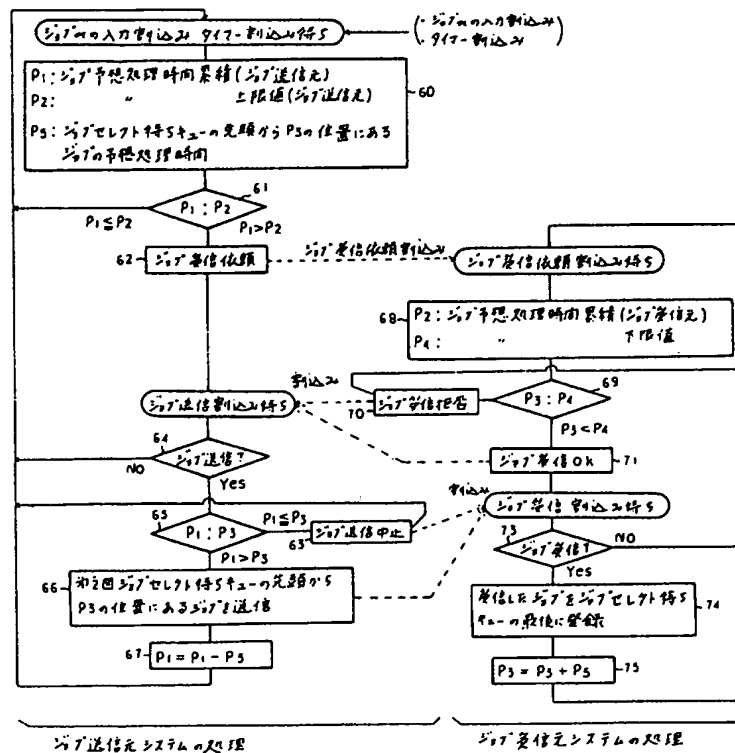 ジョブの入力割込み タイマー割込み待ち
・ジョブの入力割込み
・タイマー割込み
P1:ジョブ予想処理時間累積(ジョブ送信元)
P2: 〃 上限値(ジョブ送信元)
P5:ジョブセレクト待ちキューの先頭からP3の位置にある
ジョブの予想処理時間
60
61
P1:P2
P1≦P2
P1>P2
62
ジョブ受信依頼
ジョブ受信依頼割込み
ジョブ受信依頼割込み待ち
68
P2:ジョブ予想処理時間累積(ジョブ受信元)
P4: 〃 下限値
割込み
69
P3:P4
70
ジョブ受信拒否
ジョブ送信割込み待ち
P3<P4
64
ジョブ送信?
NO
YES
ジョブ受信OK
71
割込み
ジョブ受信割込み待ち
65
P1:P3
P1≦P3
63
ジョブ送信中止
P1>P3
73
ジョブ受信?
NO
Yes
66
第2図ジョブセレクト待ちキューの先頭から
P3の位置にあるジョブを送信
受信したジョブをジョブセレクト待ち
キューの最後に登録
74
67
P1=P1-P5
P3=P3+P5
75
ジョブ送信元システムの処理
ジョブ受信元システムの処理